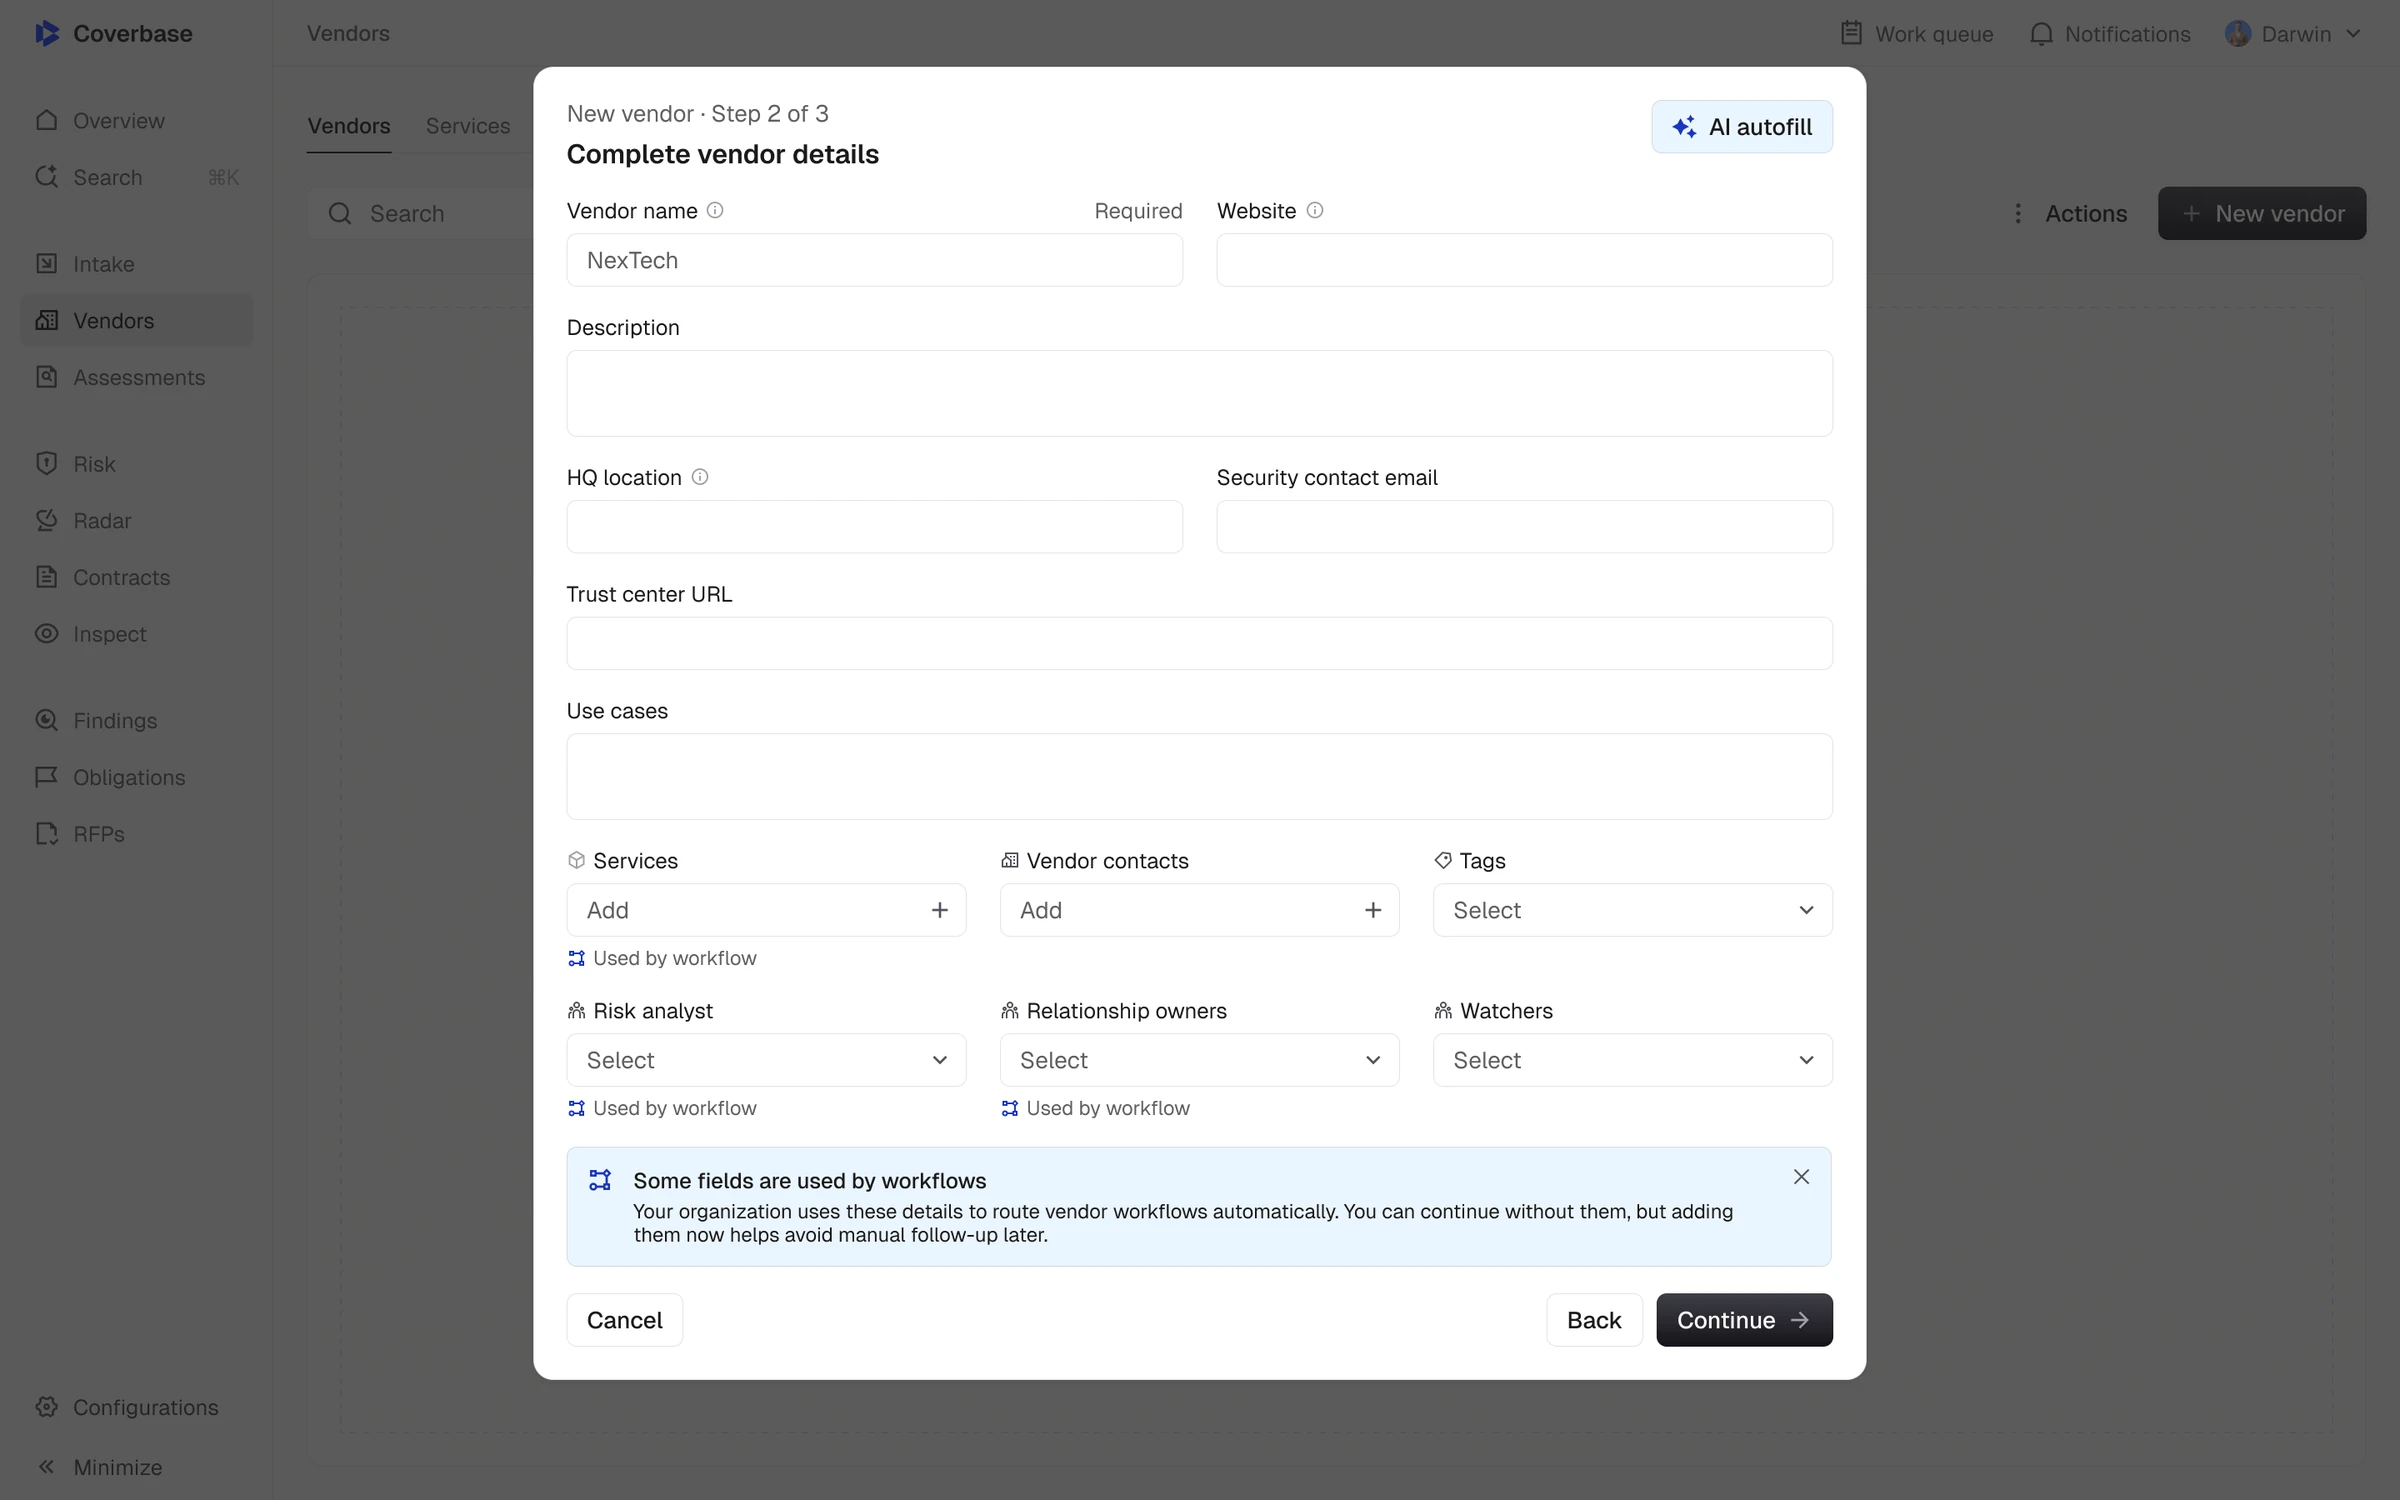 Coverbase
Vendors
Work queue
Notifications
Darwin
Overview
Search ⌘K
Intake
Vendors
Assessments
Risk
Radar
Contracts
Inspect
Findings
Obligations
RFPs
Configurations
Minimize
Vendors Services
Search
Actions
New vendor
New vendor · Step 2 of 3
Complete vendor details
AI autofill
Vendor name Required
NexTech
Website
Description
HQ location
Security contact email
Trust center URL
Use cases
Services
Add
Used by workflow
Vendor contacts
Add
Tags
Select
Risk analyst
Select
Used by workflow
Relationship owners
Select
Used by workflow
Watchers
Select
Some fields are used by workflows
Your organization uses these details to route vendor workflows automatically. You can continue without them, but adding
them now helps avoid manual follow-up later.
Cancel
Back
Continue